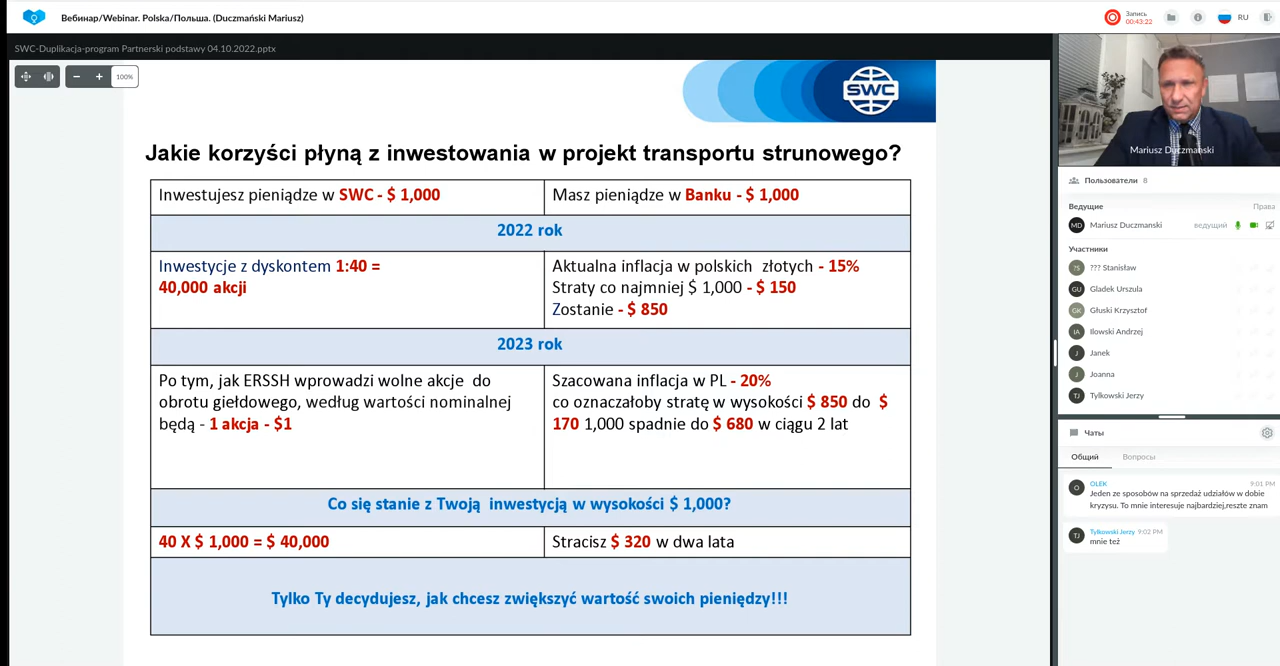 Вебинар/Webinar. Polska/Польша. (Duczmański Mariusz)
Запись
00:43:22
RU
SWC-Duplikacja-program Partnerski podstawy 04.10.2022.pptx
100%
SWC
Jakie korzyści płyną z inwestowania w projekt transportu strunowego?
Inwestujesz pieniądze w SWC - $ 1,000
Masz pieniądze w Banku - $ 1,000
2022 rok
Inwestycje z dyskontem 1:40 =
40,000 akcji
Aktualna inflacja w polskich złotych - 15%
Straty co najmniej $ 1,000 - $ 150
Zostanie - $ 850
2023 rok
Po tym, jak ERSSH wprowadzi wolne akcje do
obrotu giełdowego, według wartości nominalnej
będą - 1 akcja - $1
Szacowana inflacja w PL - 20%
co oznaczałoby stratę w wysokości $ 850 do $
170 1,000 spadnie do $ 680 w ciągu 2 lat
Co się stanie z Twoją inwestycją w wysokości $ 1,000?
40 X $ 1,000 = $ 40,000
Stracisz $ 320 w dwa lata
Tylko Ty decydujesz, jak chcesz zwiększyć wartość swoich pieniędzy!!!
Mariusz Duczmanski
Пользователи 8
Ведущие
Права
MD
Mariusz Duczmanski
ведущий
Участники
?S
??? Stanisław
GU
Gladek Urszula
GK
Głuski Krzysztof
IA
Ilowski Andrzej
J
Janek
J
Joanna
TJ
Tylkowski Jerzy
Чаты
Общий
Вопросы
O
OLEK
9:01 PM
Jeden ze sposobów na sprzedaż udziałów w dobie
kryzysu. To mnie interesuje najbardziej,reszte znam
TJ
Tylkowski Jerzy 9:02 PM
mnie też